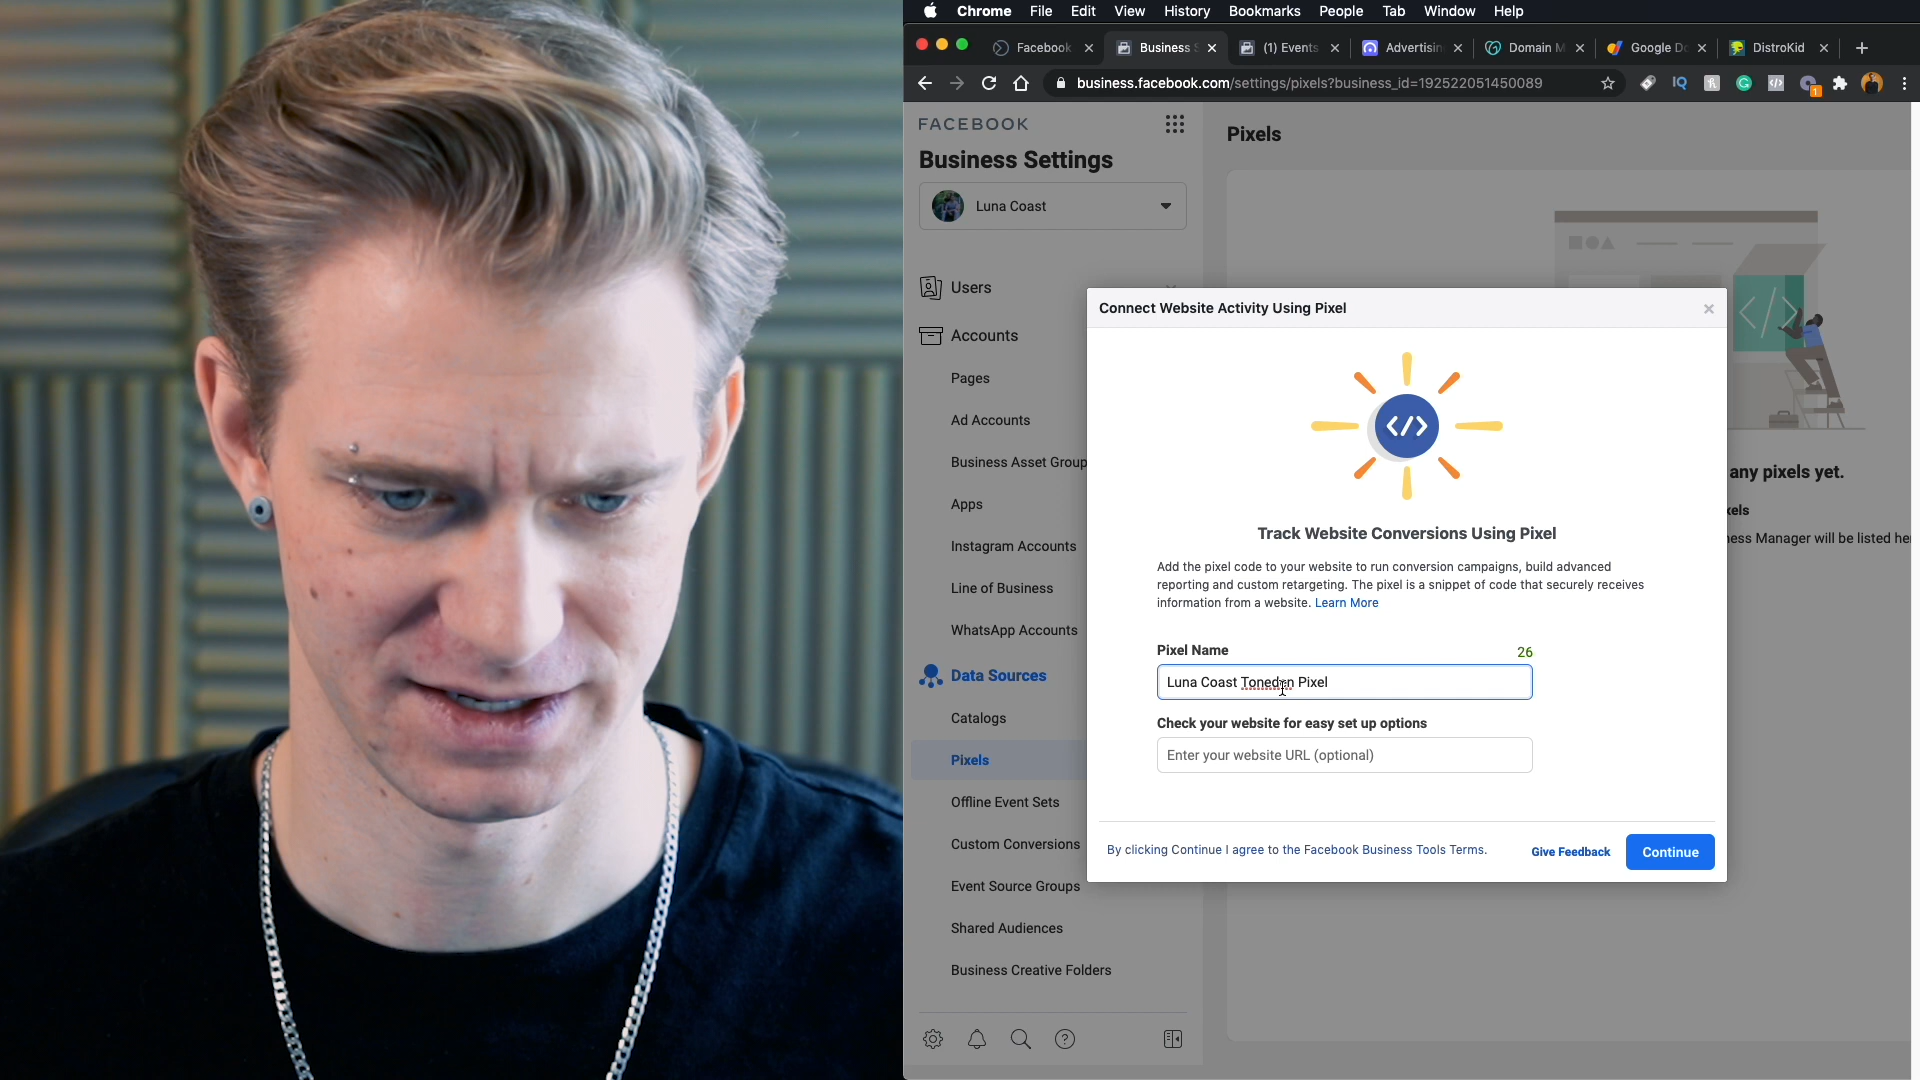 Chrome File Edit View History Bookmarks People Tab Window Help
Facebook Business (1) Events Advertisin Domain M Google D DistroKid
business.facebook.com/settings/pixels?business_id=192522051450089
1
FACEBOOK
Business Settings
Luna Coast
Users
Accounts
Pages
Ad Accounts
Business Asset Group
Apps
Instagram Accounts
Line of Business
WhatsApp Accounts
Data Sources
Catalogs
Pixels
Offline Event Sets
Custom Conversions
Event Source Groups
Shared Audiences
Business Creative Folders
Pixels
any pixels yet.
xels
ness Manager will be listed he
Connect Website Activity Using Pixel
Track Website Conversions Using Pixel
Add the pixel code to your website to run conversion campaigns, build advanced
reporting and custom retargeting. The pixel is a snippet of code that securely receives
information from a website. Learn More
Pixel Name
26
Luna Coast Toneden Pixel
Check your website for easy set up options
Enter your website URL (optional)
By clicking Continue I agree to the Facebook Business Tools Terms.
Give Feedback
Continue